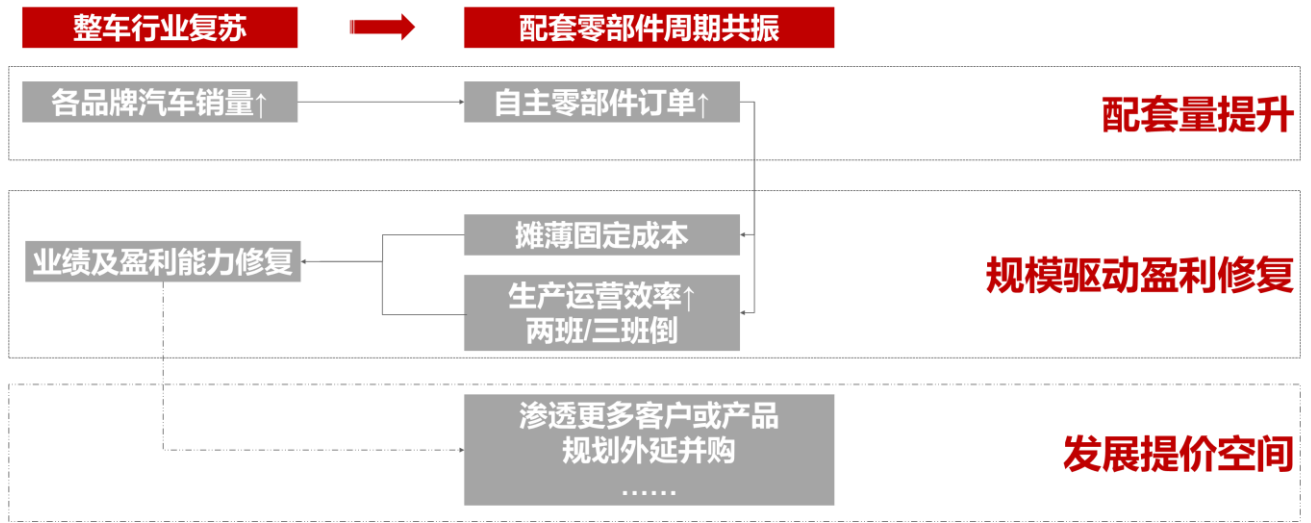 整车行业复苏
配套零部件周期共振
各品牌汽车销量↑
自主零部件订单↑
配套量提升
摊薄固定成本
业绩及盈利能力修复
规模驱动盈利修复
生产运营效率↑
两班/三班倒
渗透更多客户或产品
规划外延并购
……
发展提价空间